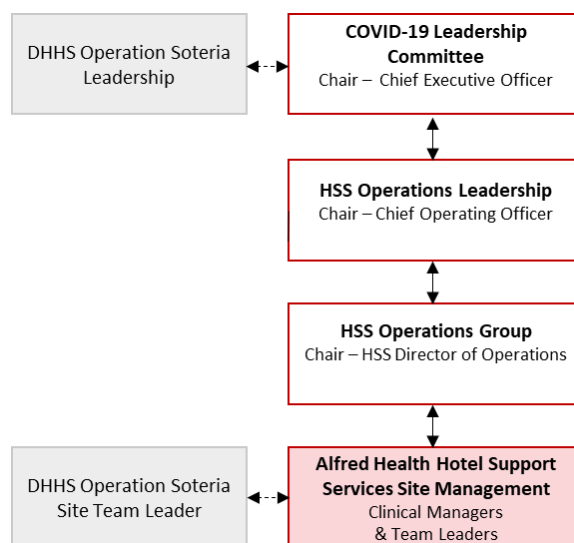 DHHS Operation Soteria
Leadership
COVID-19 Leadership
Committee
Chair – Chief Executive Officer
HSS Operations Leadership
Chair – Chief Operating Officer
HSS Operations Group
Chair – HSS Director of Operations
DHHS Operation Soteria
Site Team Leader
Alfred Health Hotel Support
Services Site Management
Clinical Managers
& Team Leaders